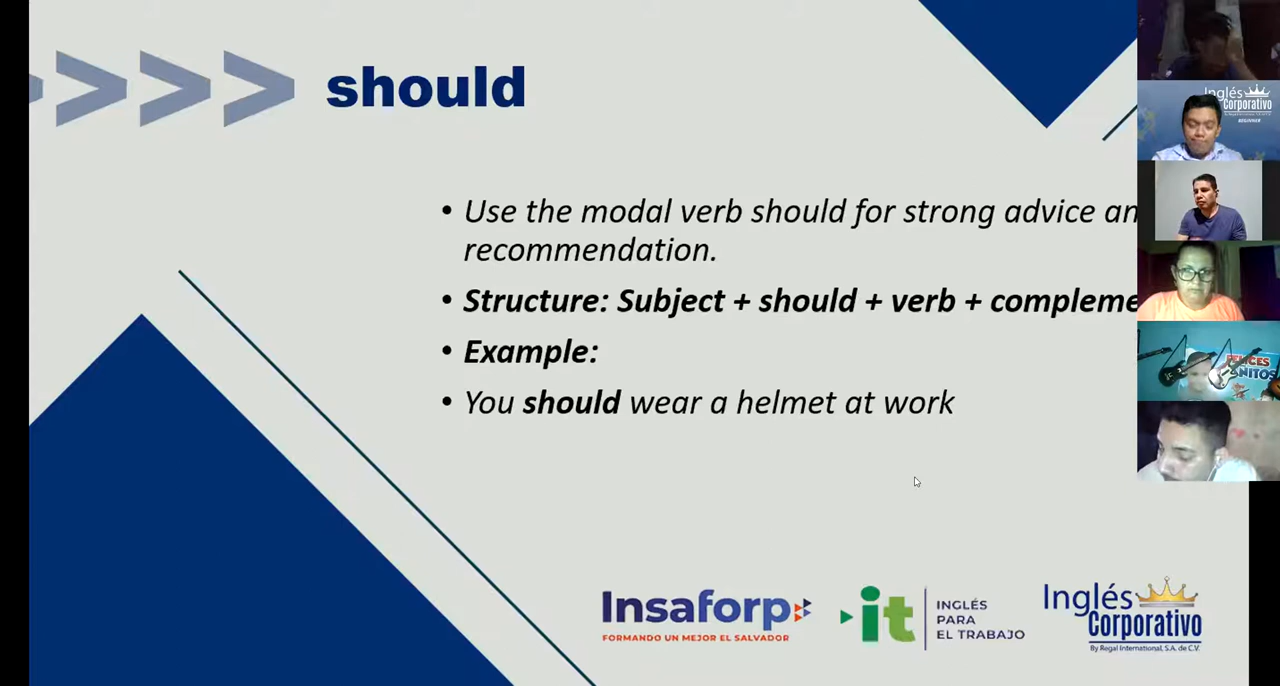 should
• Use the modal verb should for strong advice an
recommendation.
• Structure: Subject + should + verb + compleme
• Example:
• You should wear a helmet at work
Insaforp
FORMANDO UN MEJOR EL SALVADOR
it
INGLÉS
PARA
EL TRABAJO
Inglés
Corporativo
By Regal International, S.A. de C.V.
Inglés
Corporativo
BEGINNER